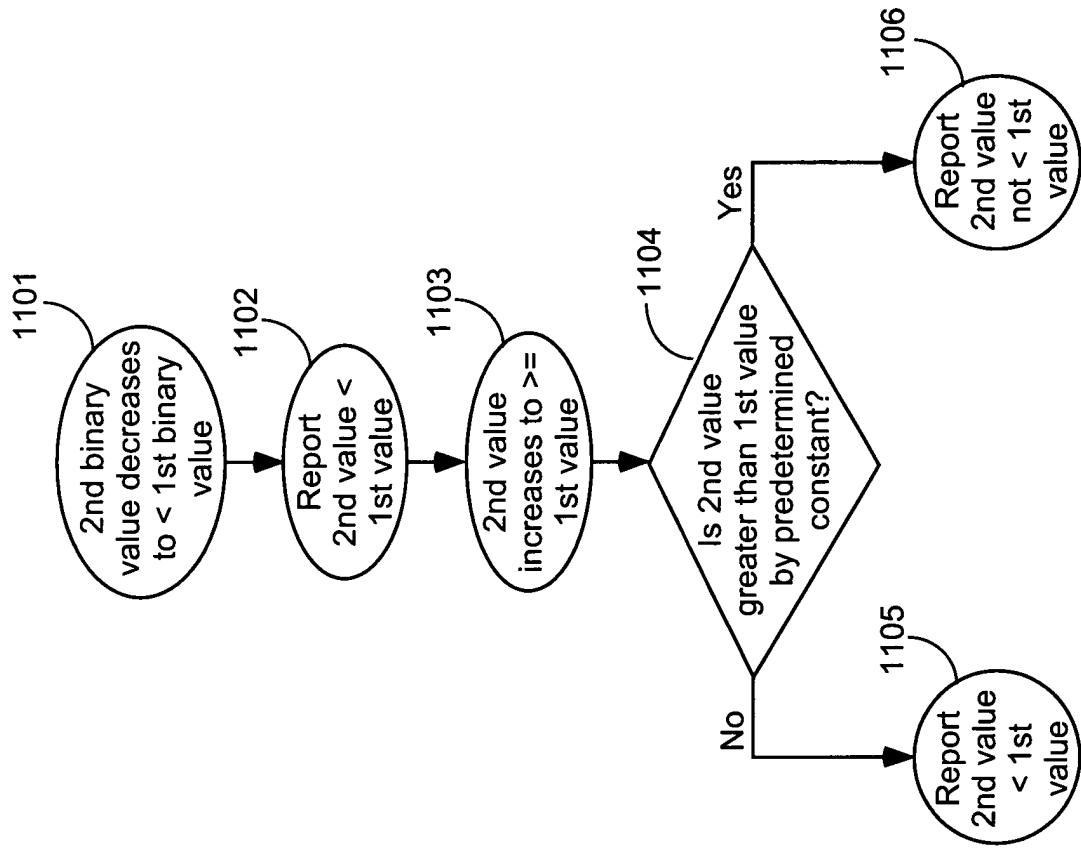 1101
2nd binary
value decreases
to < 1st binary
value
1102
Report
2nd value <
1st value
1103
2nd value
increases to >=
1st value
1104
Is 2nd value
greater than 1st value
by predetermined
constant?
No
Yes
1105
Report
2nd value
< 1st
value
1106
Report
2nd value
not < 1st
value